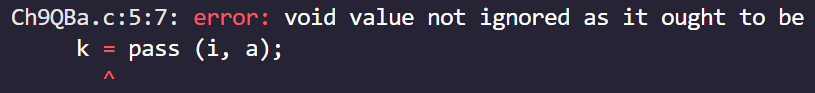 Ch9QBa.c:5:7: error: void value not ignored as it ought to be
k = pass (i, a);
^